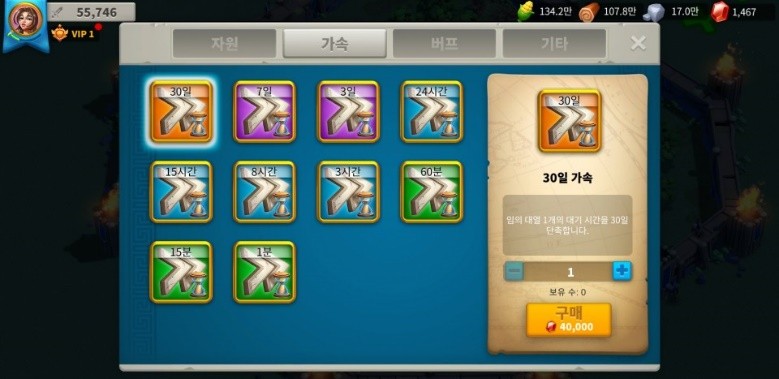 55,746
VIP 1
134.2만
107.8만
17.0만
1,467
자원
가속
버프
기타
30일
7일
3일
24시간
15시간
8시간
3시간
60분
15분
1분
30일
30일 가속
임의 대열 1개의 대기 시간을 30일
단축합니다.
1
보유 수: 0
구매
40,000